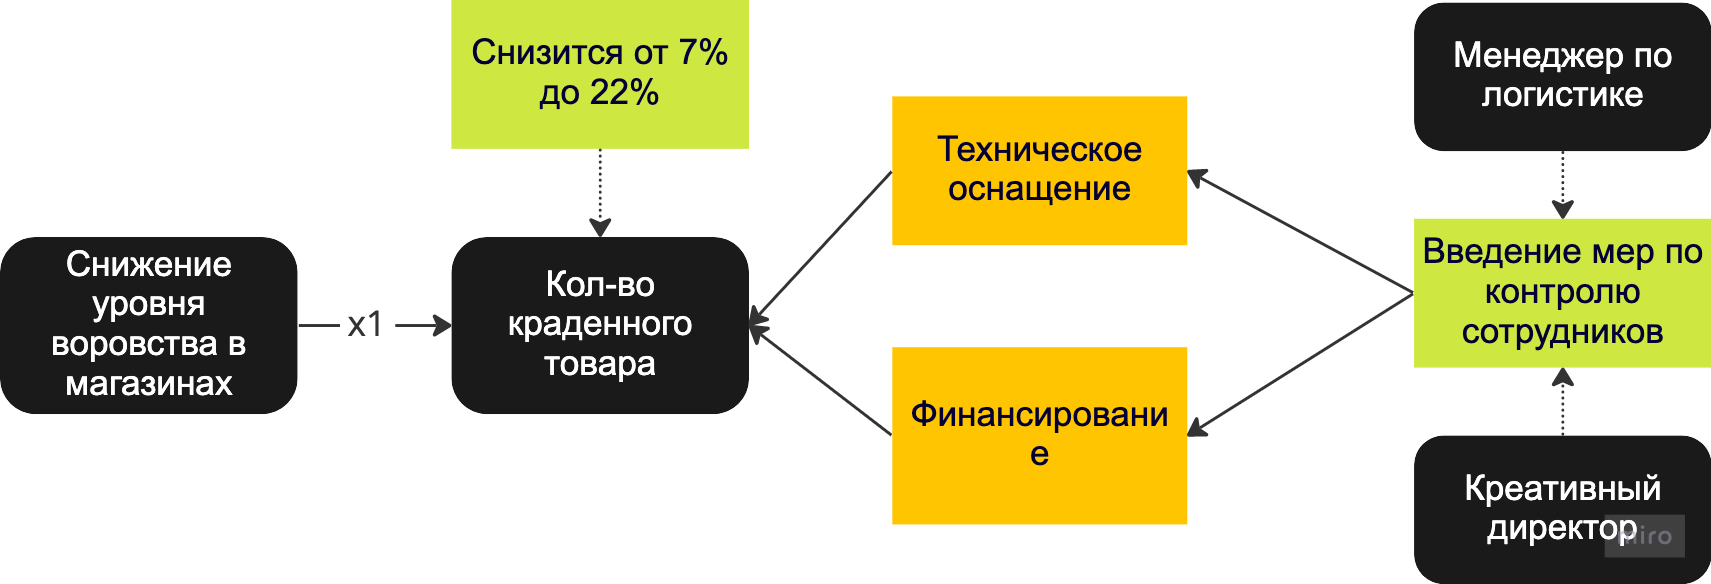 Снизится от 7%
до 22%
Менеджер по
логистике
Техническое
оснащение
Снижение
уровня
воровства в
магазинах
x1
Кол-во
краденного
товара
Введение мер по
контролю
сотрудников
Финансировани
е
Креативный
директор
miro